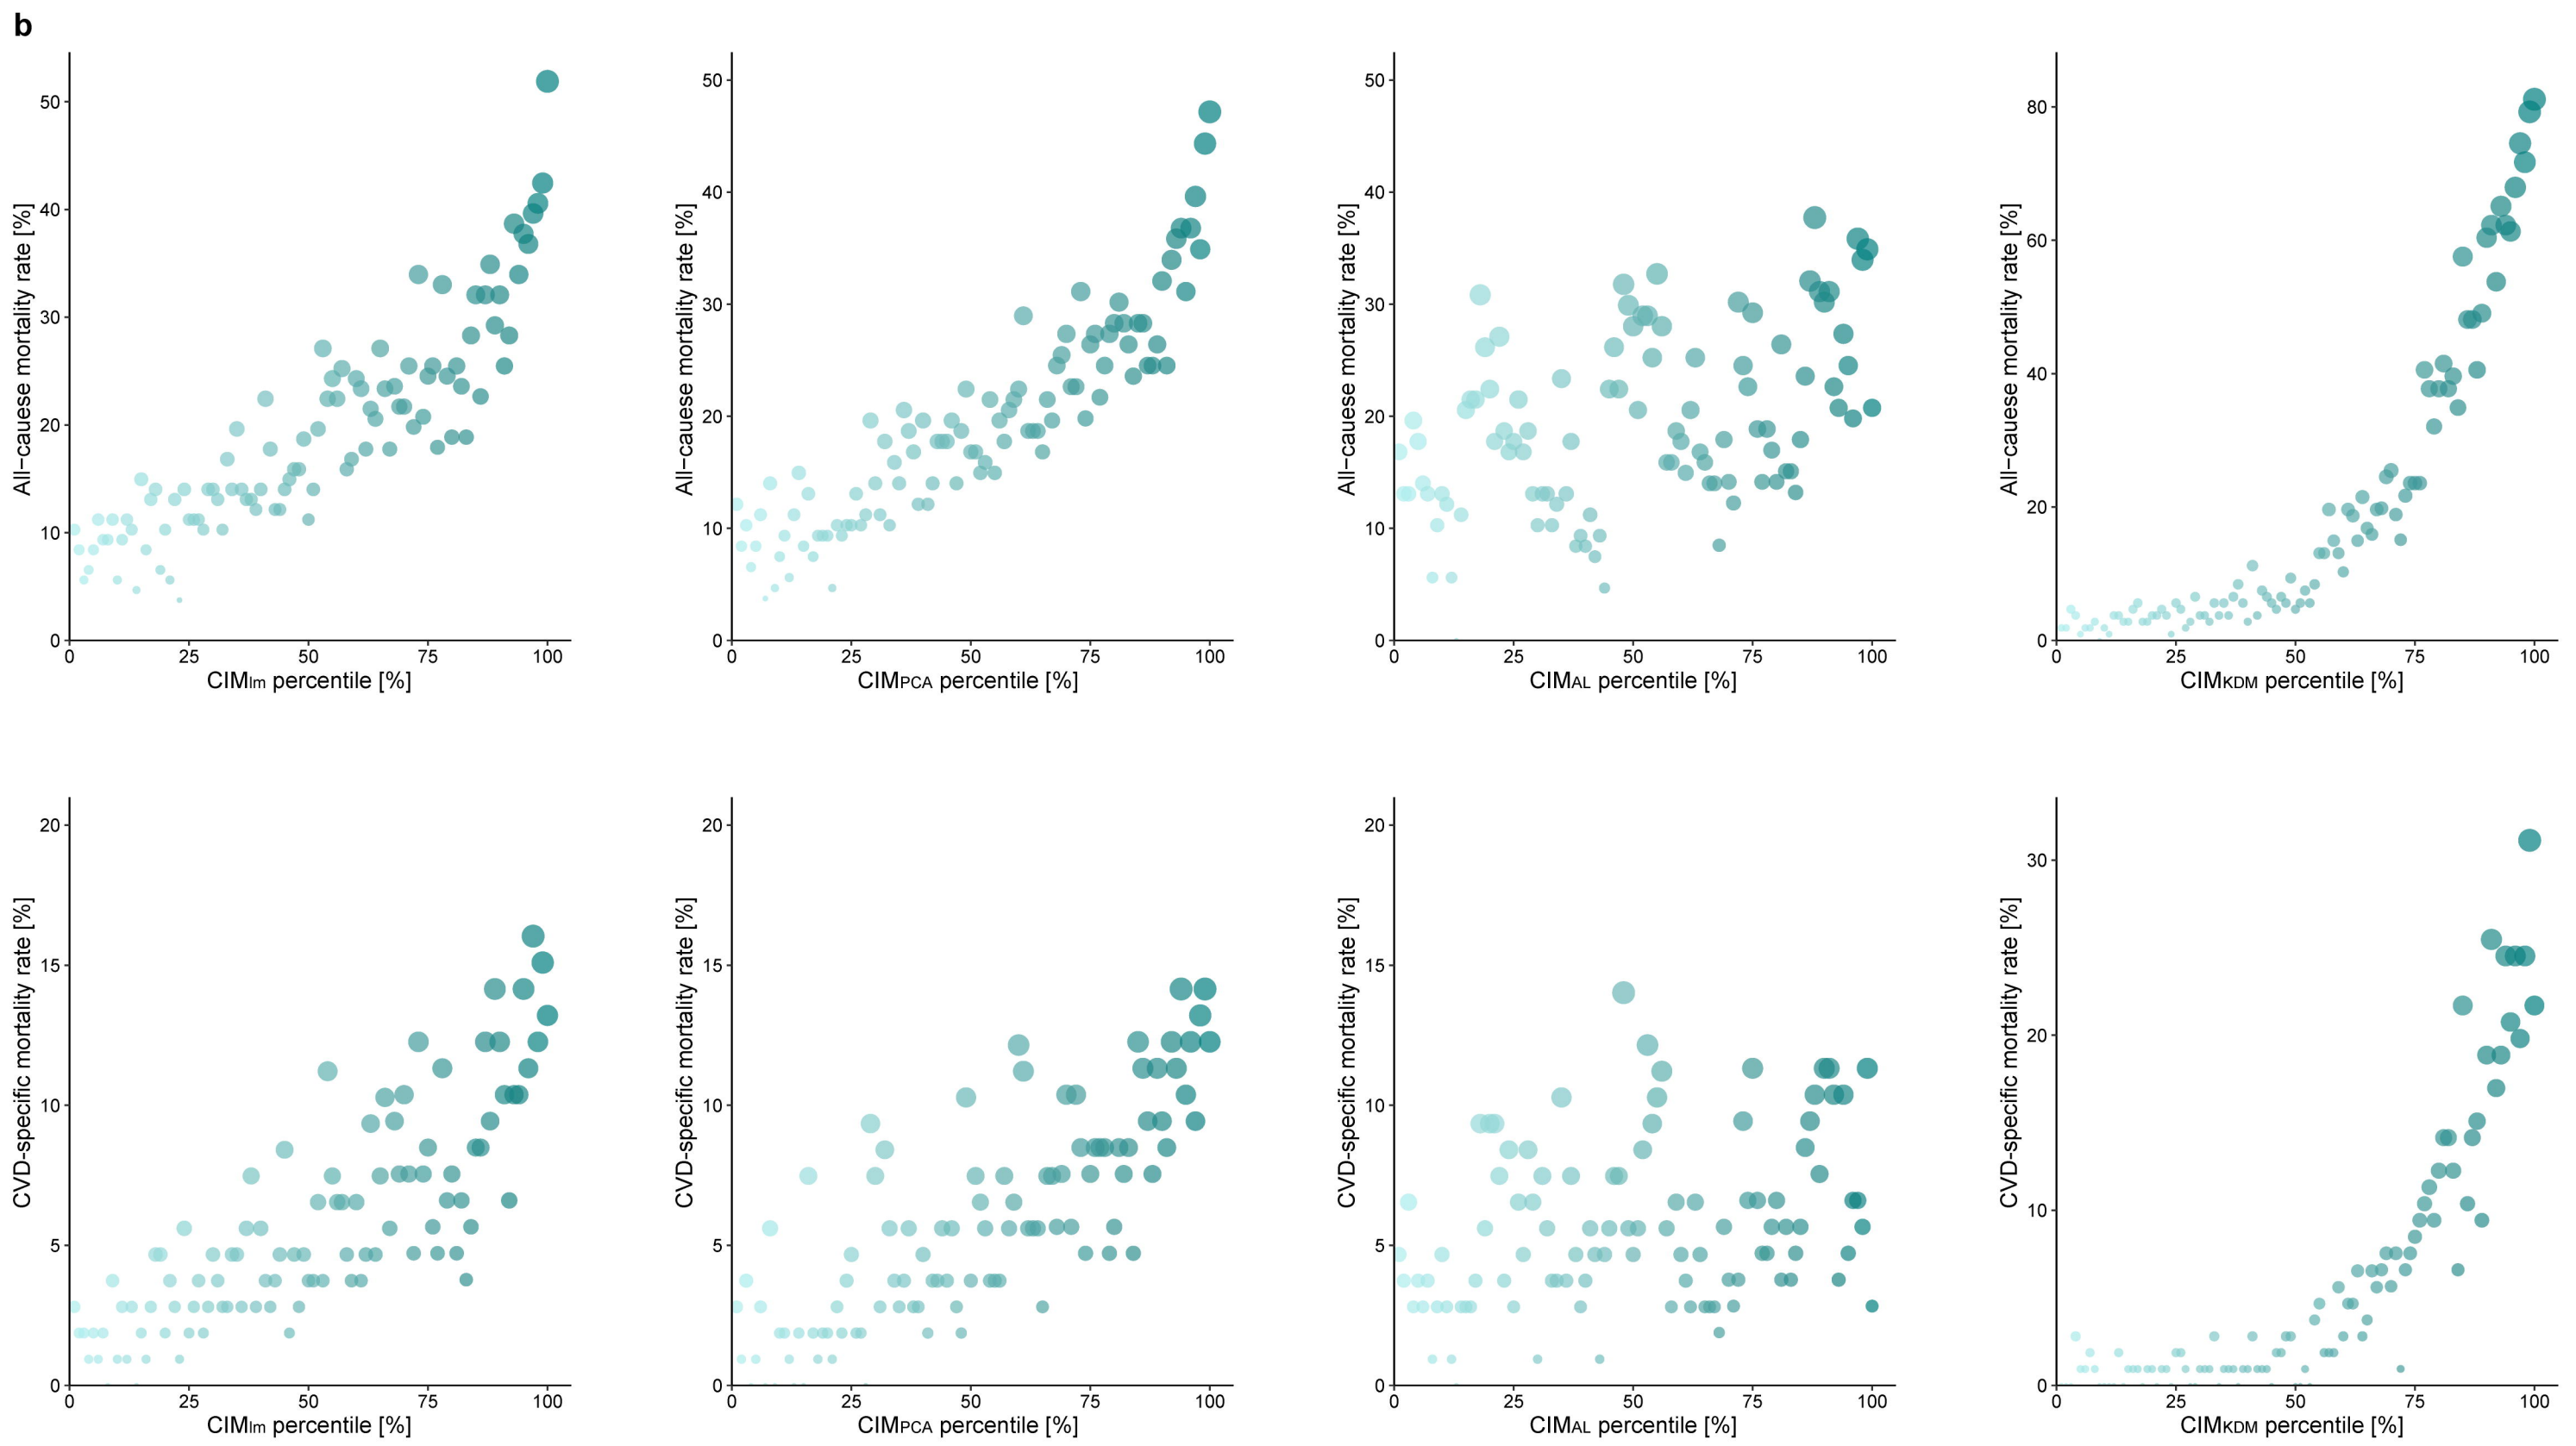 b
All−cauese mortality rate [%]
50
40
30
20
10
0
0 25 50 75 100
CIMlm percentile [%]
All−cauese mortality rate [%]
50
40
30
20
10
0
0 25 50 75 100
CIMPCA percentile [%]
All−cauese mortality rate [%]
50
40
30
20
10
0
0 25 50 75 100
CIMAL percentile [%]
All−cauese mortality rate [%]
80
60
40
20
0
0 25 50 75 100
CIMKDM percentile [%]
CVD-specific mortality rate [%]
20
15
10
5
0
0 25 50 75 100
CIMlm percentile [%]
CVD-specific mortality rate [%]
20
15
10
5
0
0 25 50 75 100
CIMPCA percentile [%]
CVD-specific mortality rate [%]
20
15
10
5
0
0 25 50 75 100
CIMAL percentile [%]
CVD-specific mortality rate [%]
30
20
10
0
0 25 50 75 100
CIMKDM percentile [%]